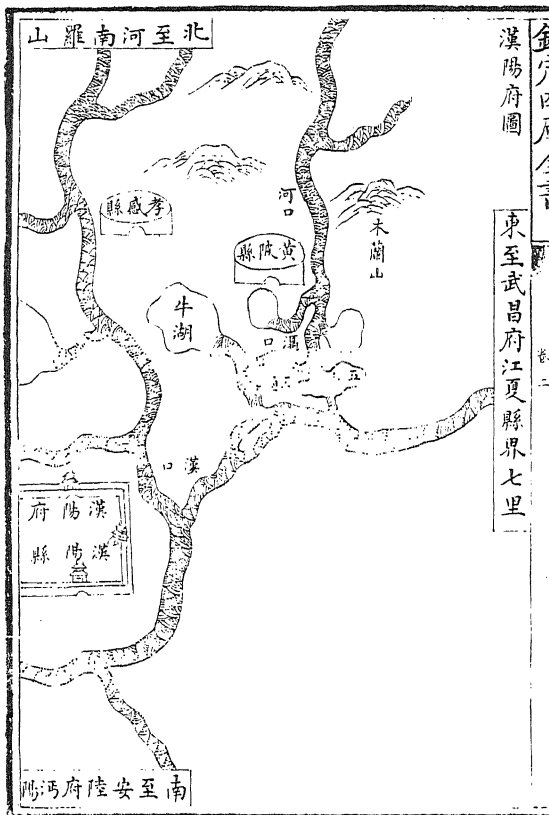 欽定四庫全書
卷二
漢陽府圖
東至武昌府江夏縣界七里
北至河南羅山
木蘭山
河口
黃陂縣
孝感縣
牛湖
灄口
五
漢口
漢陽府
漢陽縣
南至安陸府沔陽